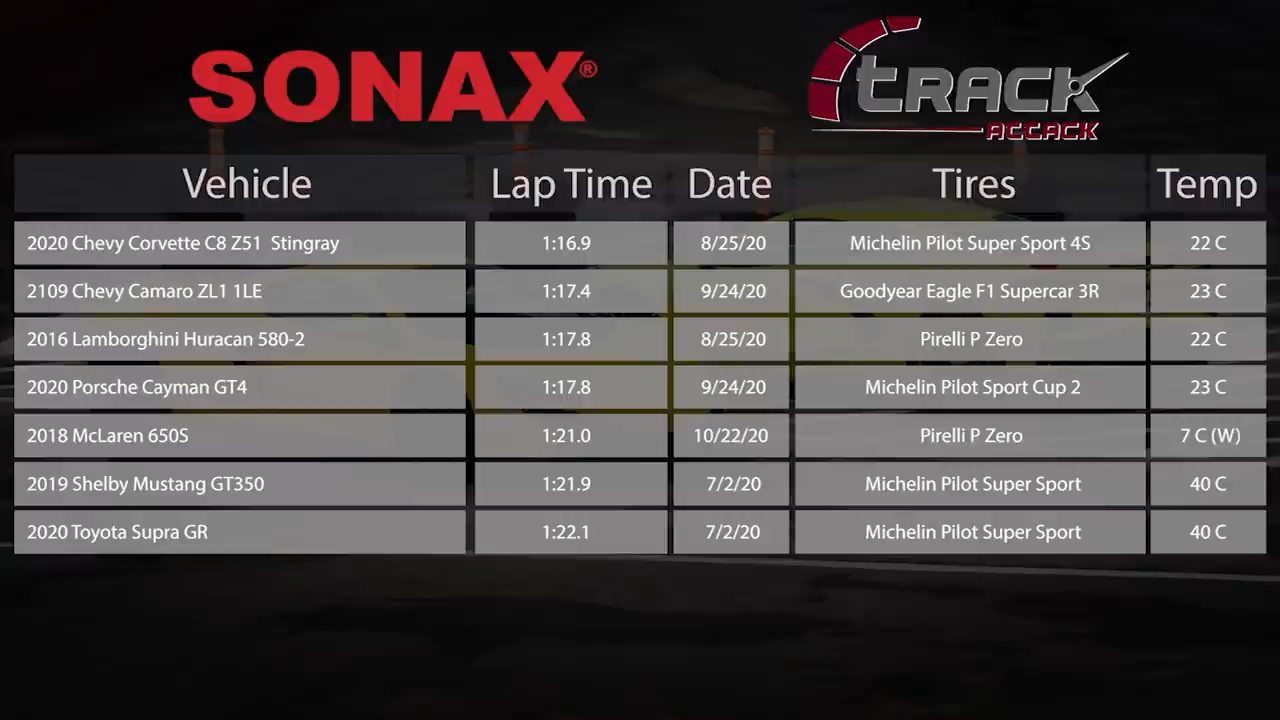 SONAX®
track
ATTACK
Vehicle Lap Time Date Tires Temp
2020 Chevy Corvette C8 Z51 Stingray 1:16.9 8/25/20 Michelin Pilot Super Sport 4S 22 C
2109 Chevy Camaro ZL1 1LE 1:17.4 9/24/20 Goodyear Eagle F1 Supercar 3R 23 C
2016 Lamborghini Huracan 580-2 1:17.8 8/25/20 Pirelli P Zero 22 C
2020 Porsche Cayman GT4 1:17.8 9/24/20 Michelin Pilot Sport Cup 2 23 C
2018 McLaren 650S 1:21.0 10/22/20 Pirelli P Zero 7 C (W)
2019 Shelby Mustang GT350 1:21.9 7/2/20 Michelin Pilot Super Sport 40 C
2020 Toyota Supra GR 1:22.1 7/2/20 Michelin Pilot Super Sport 40 C